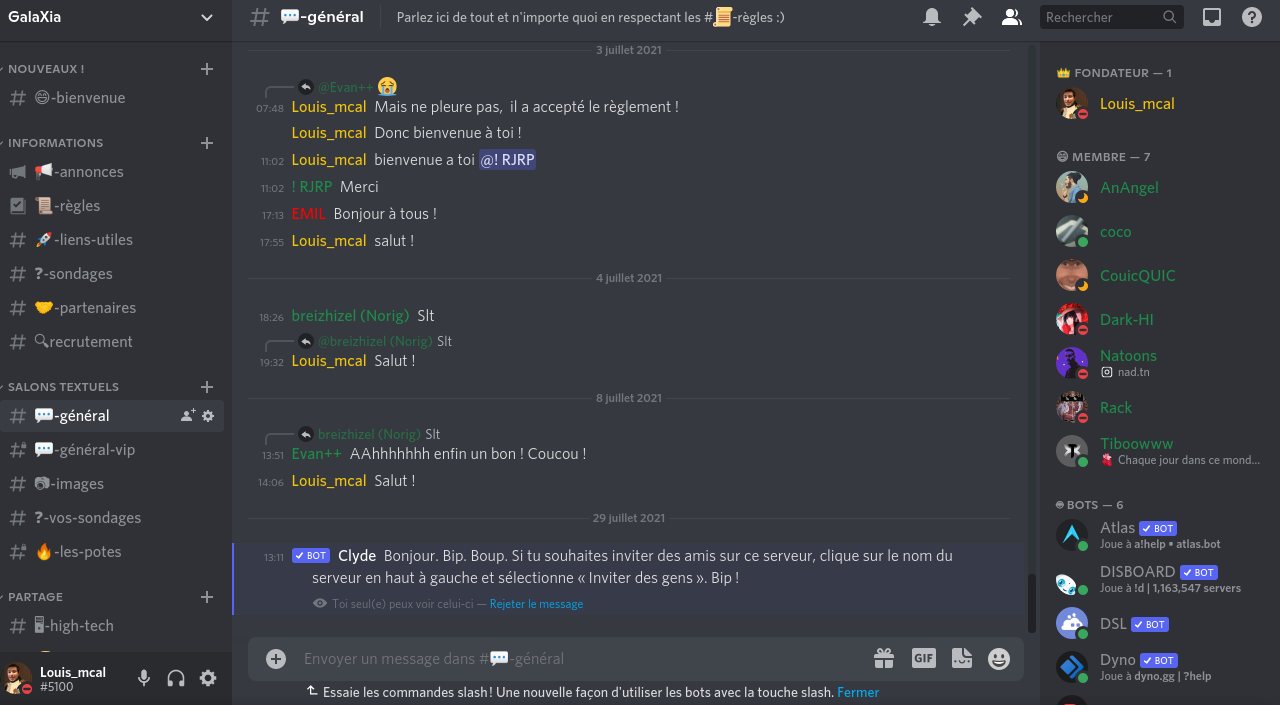 GalaXia
NOUVEAUX !
😄-bienvenue
INFORMATIONS
📢-annonces
📜-règles
🚀-liens-utiles
❓-sondages
🤝-partenaires
🔍recrutement
SALONS TEXTUELS
💬-général
💬-général-vip
📷-images
❓-vos-sondages
🔥-les-potes
PARTAGE
🖥-high-tech
Louis_mcal
#5100
💬-général
Parlez ici de tout et n'importe quoi en respectant les #📜-règles :)
Rechercher
3 juillet 2021
@Evan++ 😭
07:48 Louis_mcal Mais ne pleure pas, il a accepté le règlement !
Louis_mcal Donc bienvenue à toi !
11:02 Louis_mcal bienvenue a toi @! RJRP
11:02 ! RJRP Merci
17:13 EMIL Bonjour à tous !
17:55 Louis_mcal salut !
4 juillet 2021
18:26 breizhizel (Norig) Slt
@breizhizel (Norig) Slt
19:32 Louis_mcal Salut !
8 juillet 2021
breizhizel (Norig) Slt
13:51 Evan++ AAhhhhhhh enfin un bon ! Coucou !
14:06 Louis_mcal Salut !
29 juillet 2021
13:11 ✔ BOT Clyde Bonjour. Bip. Boup. Si tu souhaites inviter des amis sur ce serveur, clique sur le nom du
serveur en haut à gauche et sélectionne « Inviter des gens ». Bip !
Toi seul(e) peux voir celui-ci — Rejeter le message
Envoyer un message dans #💬-général
GIF
Essaie les commandes slash ! Une nouvelle façon d'utiliser les bots avec la touche slash. Fermer
👑 FONDATEUR — 1
Louis_mcal
😄 MEMBRE — 7
AnAngel
coco
CouicQUIC
Dark-HI
Natoons
nad.tn
Rack
Tiboowww
🫀 Chaque jour dans ce mond...
🤖 BOTS — 6
Atlas ✔ BOT
Joue à a!help • atlas.bot
DISBOARD ✔ BOT
Joue à !d | 1,163,547 servers
DSL ✔ BOT
Dyno ✔ BOT
Joue à dyno.gg | ?help